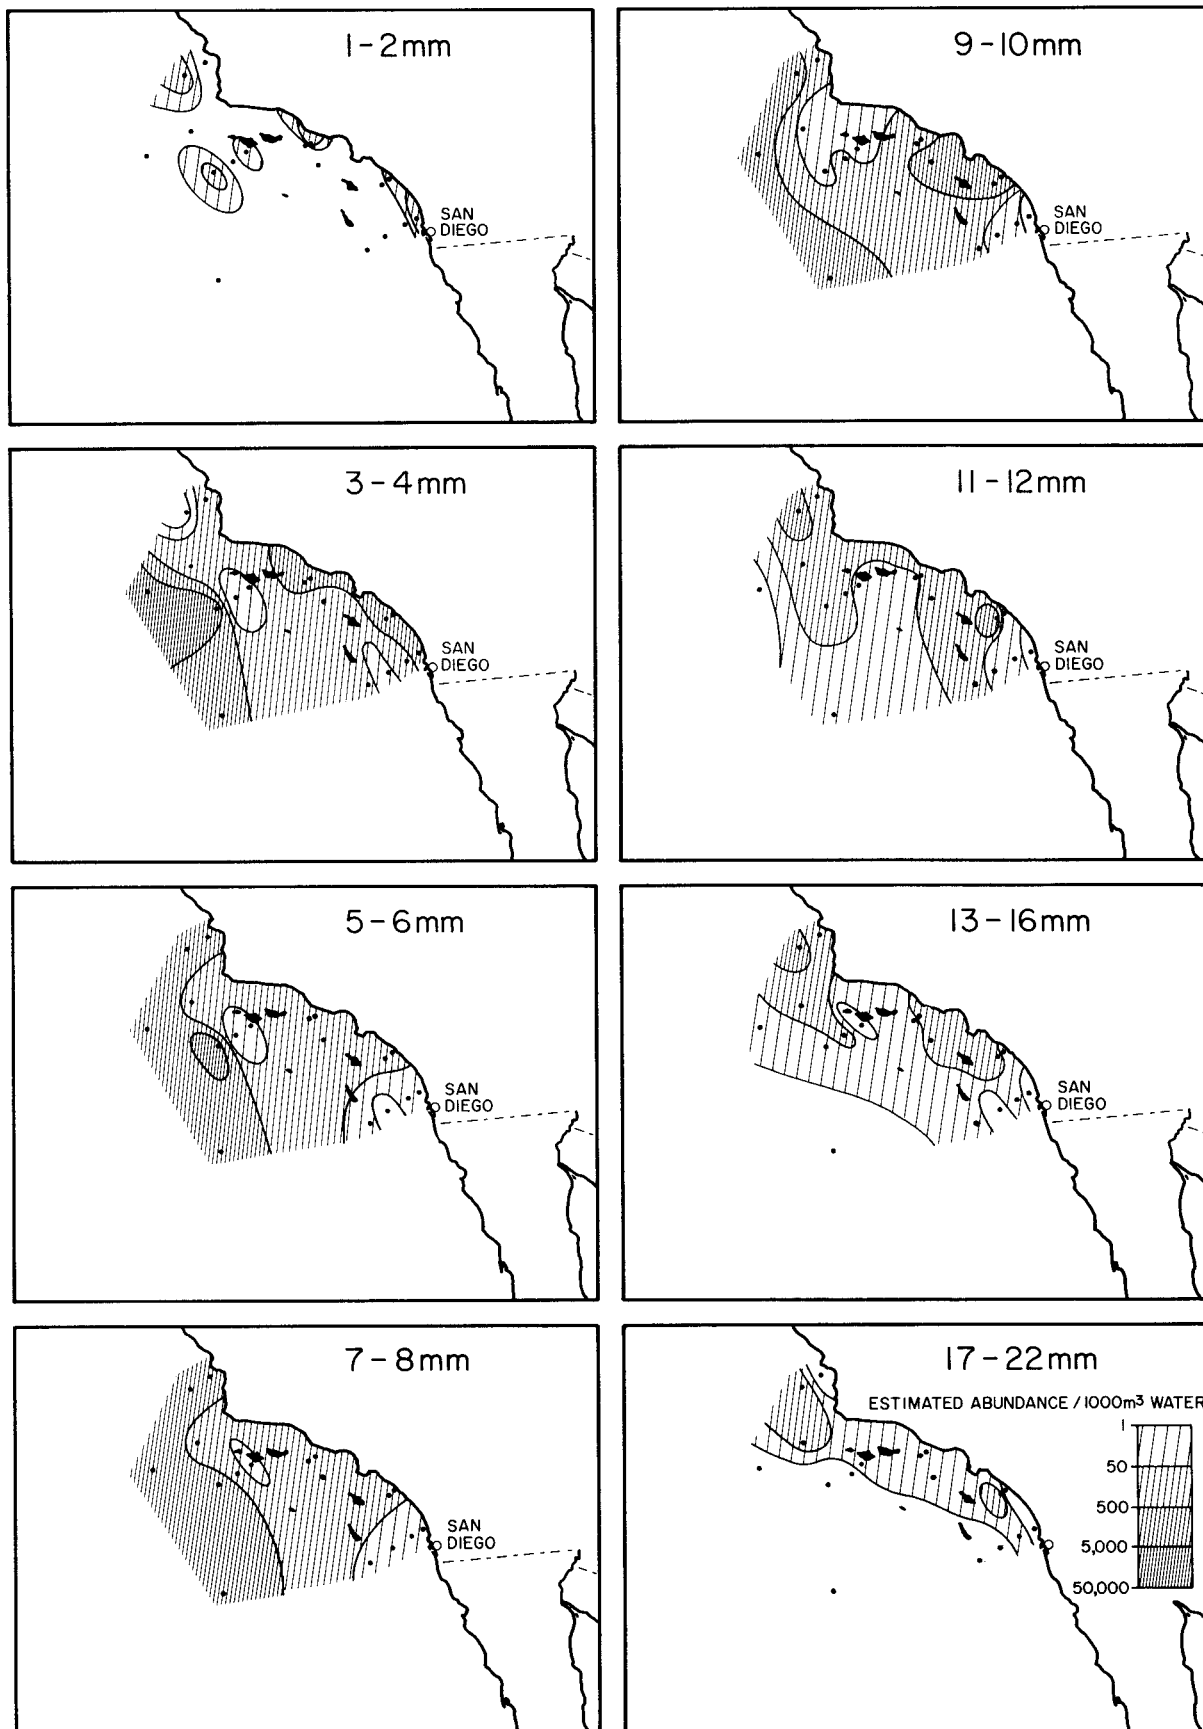 1-2mm
SAN
DIEGO
9-10mm
SAN
DIEGO
3-4mm
SAN
DIEGO
11-12mm
SAN
DIEGO
5-6mm
SAN
DIEGO
13-16mm
SAN
DIEGO
7-8mm
SAN
DIEGO
17-22mm
ESTIMATED ABUNDANCE / 1000m³ WATER
1
50
500
5,000
50,000